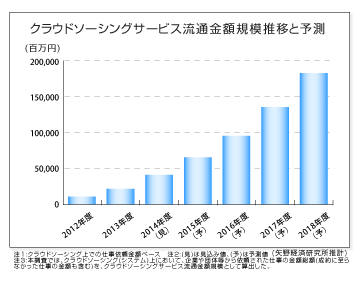 クラウドソーシングサービス流通金額規模推移と予測
(百万円)
200,000
150,000
100,000
50,000
0
2012年度
2013年度
2014年度
(見)
2015年度
(予)
2016年度
(予)
2017年度
(予)
2018年度
(予)
注1:クラウドソーシング上での仕事依頼金額ベース 注2:(見)は見込み値、(予)は予測値 (矢野経済研究所推計)
注3:本調査では、クラウドソーシング(システム)上において、企業や団体等から依頼された仕事の金額総額(成約に至ら
なかった仕事の金額も含む)を、クラウドソーシングサービス流通金額規模として算出した。